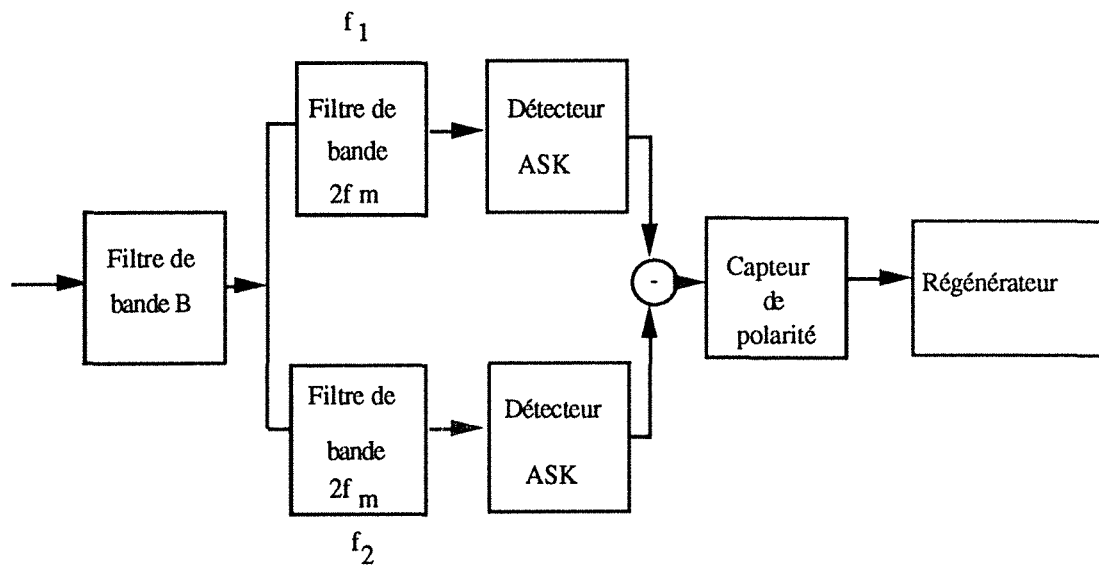 f1
Filtre de
bande
2f m
Détecteur
ASK
Filtre de
bande B
-
Capteur
de
polarité
Régénérateur
Filtre de
bande
2f m
Détecteur
ASK
f2